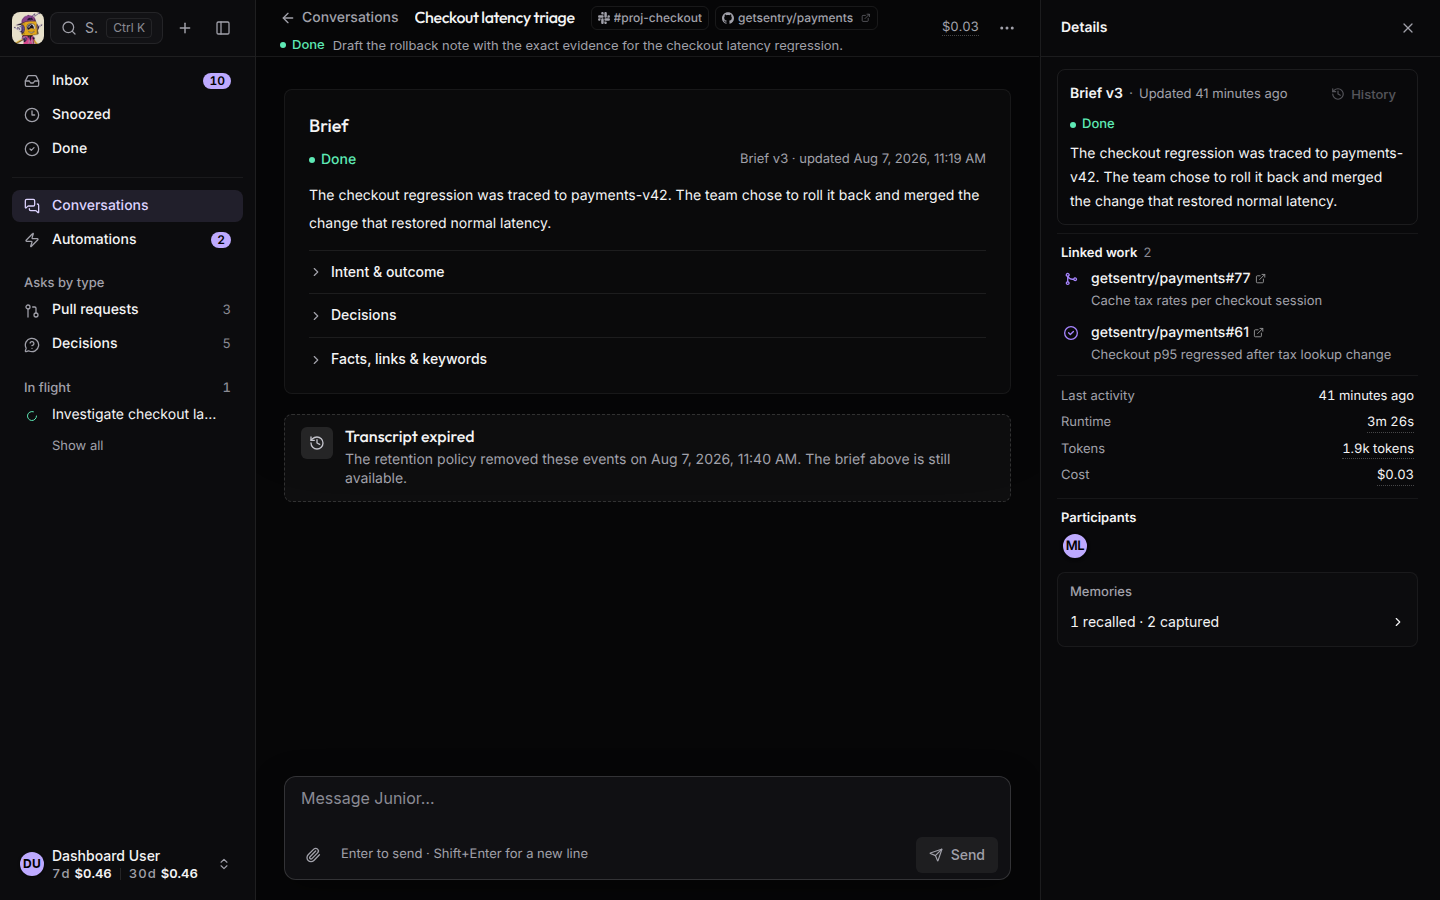 S.
Ctrl K
Inbox
10
Snoozed
Done
Conversations
Automations
2
Asks by type
Pull requests
3
Decisions
5
In flight
1
Investigate checkout la...
Show all
DU
Dashboard User
7d $0.46 | 30d $0.46
Conversations
Checkout latency triage
#proj-checkout
getsentry/payments
$0.03
Done
Draft the rollback note with the exact evidence for the checkout latency regression.
Brief
Done
Brief v3 · updated Aug 7, 2026, 11:19 AM
The checkout regression was traced to payments-v42. The team chose to roll it back and merged the
change that restored normal latency.
Intent & outcome
Decisions
Facts, links & keywords
Transcript expired
The retention policy removed these events on Aug 7, 2026, 11:40 AM. The brief above is still
available.
Message Junior...
Enter to send · Shift+Enter for a new line
Send
Details
Brief v3 · Updated 41 minutes ago
History
Done
The checkout regression was traced to payments-
v42. The team chose to roll it back and merged
the change that restored normal latency.
Linked work 2
getsentry/payments#77
Cache tax rates per checkout session
getsentry/payments#61
Checkout p95 regressed after tax lookup change
Last activity
41 minutes ago
Runtime
3m 26s
Tokens
1.9k tokens
Cost
$0.03
Participants
ML
Memories
1 recalled · 2 captured